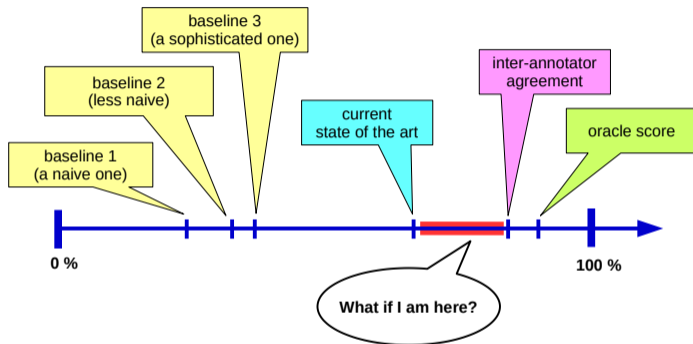 baseline 3
(a sophisticated one)
baseline 2
(less naive)
baseline 1
(a naive one)
current
state of the art
inter-annotator
agreement
oracle score
0 %
100 %
What if I am here?